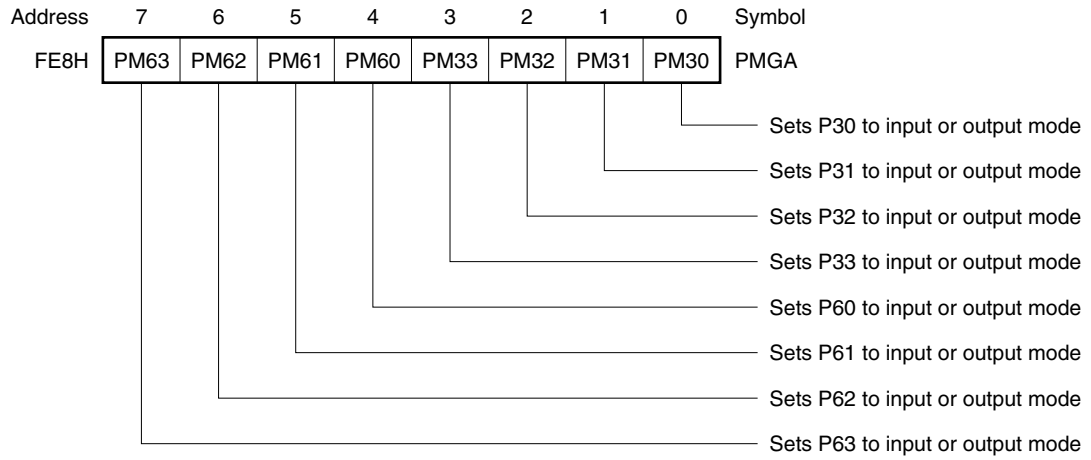 Address 7 6 5 4 3 2 1 0 Symbol
FE8H PM63 PM62 PM61 PM60 PM33 PM32 PM31 PM30 PMGA
Sets P30 to input or output mode
Sets P31 to input or output mode
Sets P32 to input or output mode
Sets P33 to input or output mode
Sets P60 to input or output mode
Sets P61 to input or output mode
Sets P62 to input or output mode
Sets P63 to input or output mode